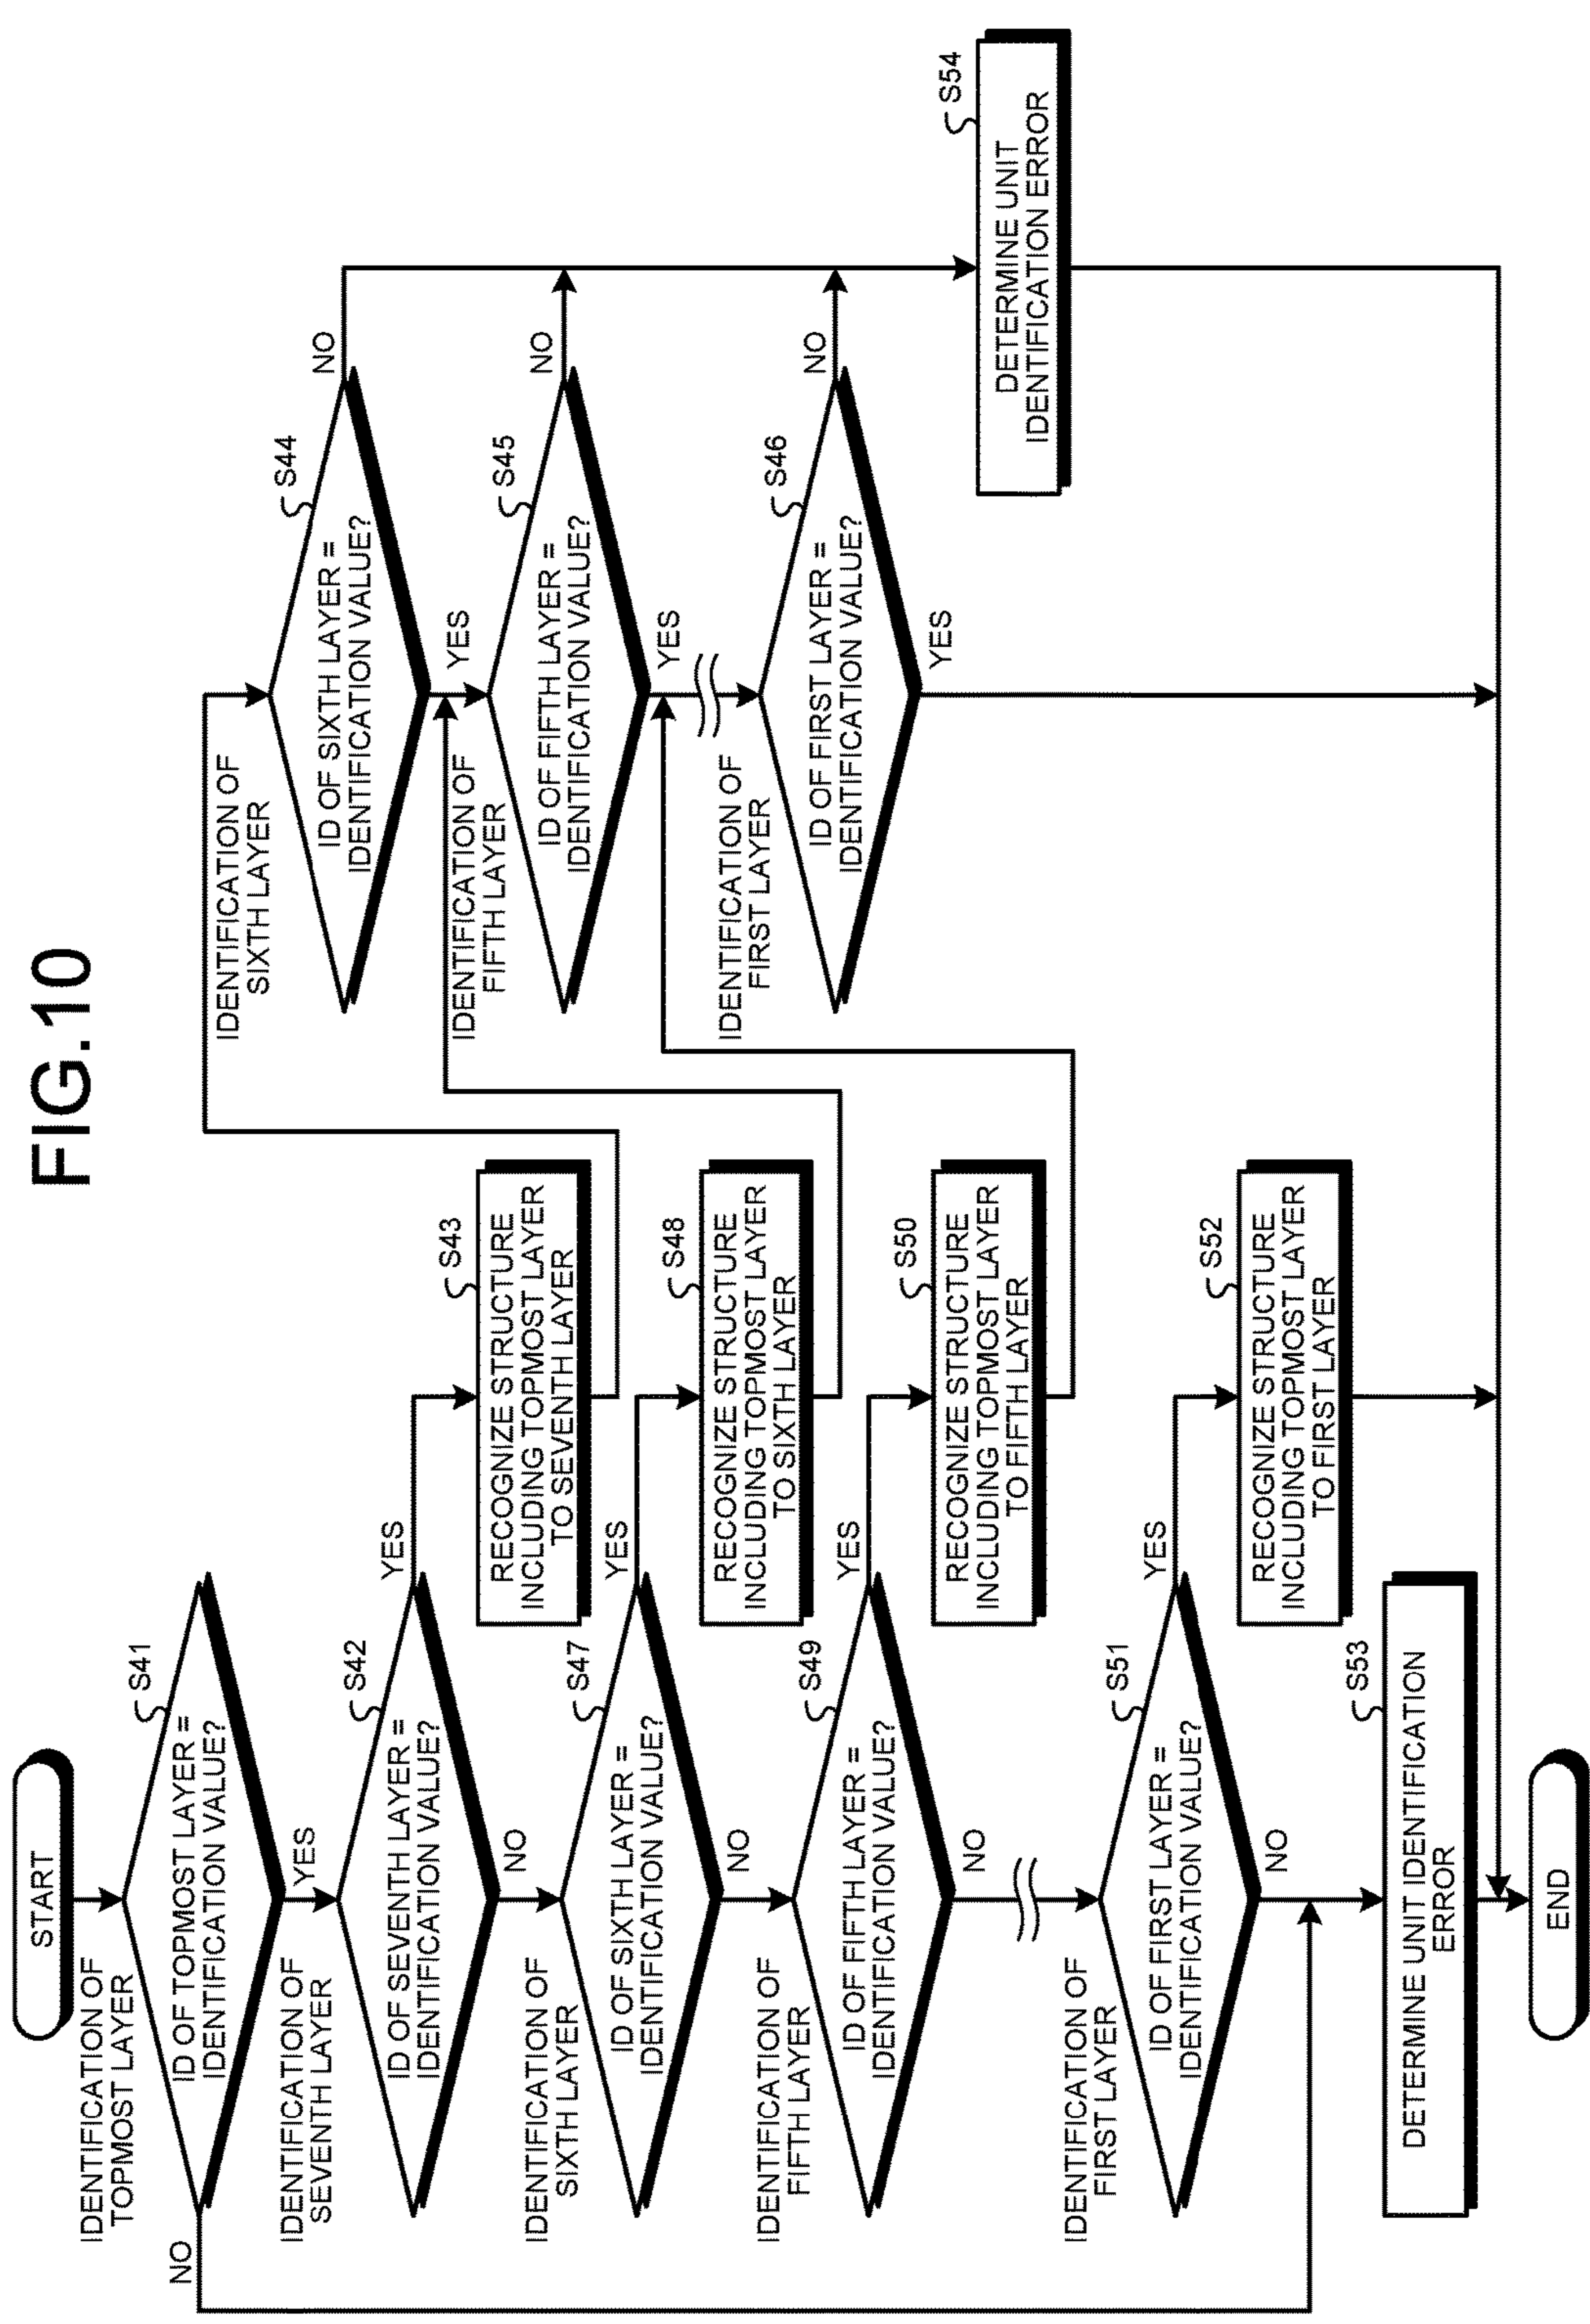 FIG.10
START
IDENTIFICATION OF
TOPMOST LAYER
S41
ID OF TOPMOST LAYER =
IDENTIFICATION VALUE?
NO
YES
IDENTIFICATION OF
SEVENTH LAYER
S42
ID OF SEVENTH LAYER =
IDENTIFICATION VALUE?
YES
NO
S43
RECOGNIZE STRUCTURE
INCLUDING TOPMOST LAYER
TO SEVENTH LAYER
IDENTIFICATION OF
SIXTH LAYER
S47
ID OF SIXTH LAYER =
IDENTIFICATION VALUE?
YES
NO
S48
RECOGNIZE STRUCTURE
INCLUDING TOPMOST LAYER
TO SIXTH LAYER
IDENTIFICATION OF
FIFTH LAYER
S49
ID OF FIFTH LAYER =
IDENTIFICATION VALUE?
YES
NO
S50
RECOGNIZE STRUCTURE
INCLUDING TOPMOST LAYER
TO FIFTH LAYER
IDENTIFICATION OF
FIRST LAYER
S51
ID OF FIRST LAYER =
IDENTIFICATION VALUE?
YES
NO
S52
RECOGNIZE STRUCTURE
INCLUDING TOPMOST LAYER
TO FIRST LAYER
S53
DETERMINE UNIT IDENTIFICATION
ERROR
END
IDENTIFICATION OF
SIXTH LAYER
S44
ID OF SIXTH LAYER =
IDENTIFICATION VALUE?
NO
YES
IDENTIFICATION OF
FIFTH LAYER
S45
ID OF FIFTH LAYER =
IDENTIFICATION VALUE?
NO
YES
IDENTIFICATION OF
FIRST LAYER
S46
ID OF FIRST LAYER =
IDENTIFICATION VALUE?
NO
YES
S54
DETERMINE UNIT
IDENTIFICATION ERROR